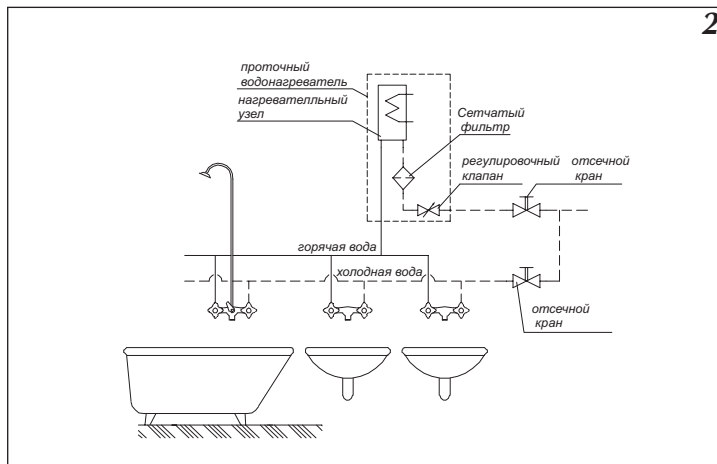 2
проточный
водонагреватель
нагревателльный
узел
Сетчатый
фильтр
регулировочный
клапан
отсечной
кран
горячая вода
холодная вода
отсечной
кран